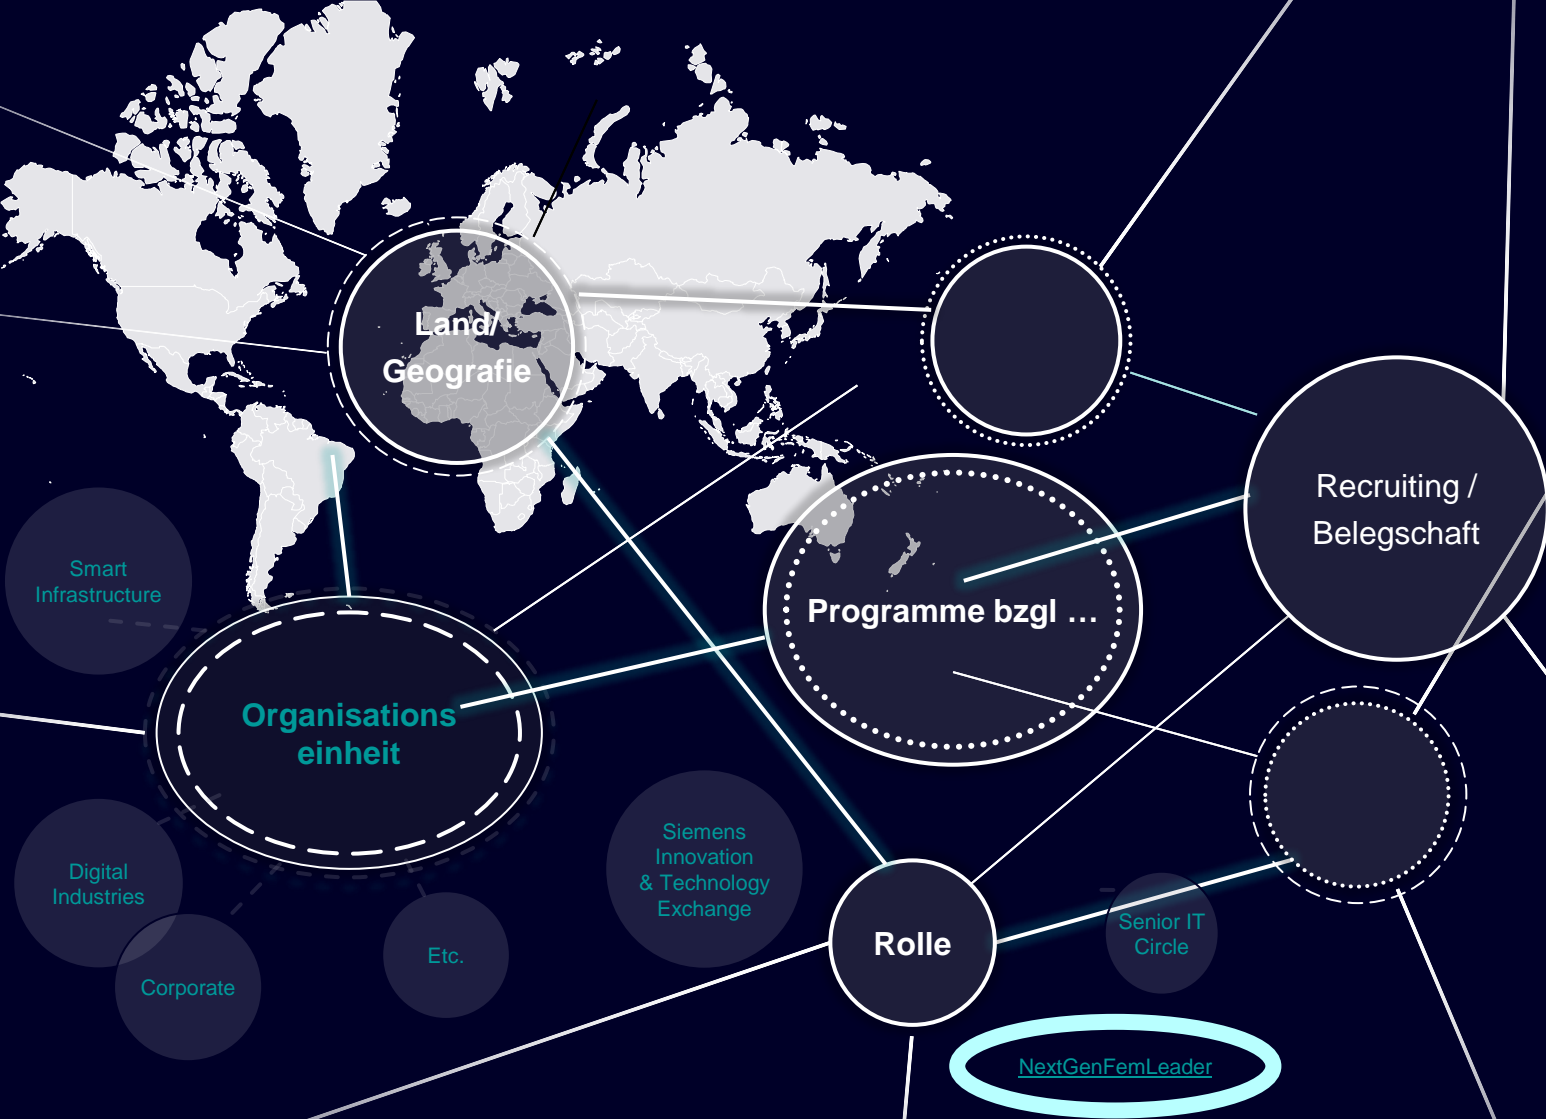 Land/
Geografie
Recruiting /
Belegschaft
Smart
Infrastructure
Programme bzgl …
Organisations
einheit
Siemens
Innovation
& Technology
Exchange
Digital
Industries
Corporate
Etc.
Rolle
Senior IT
Circle
NextGenFemLeader